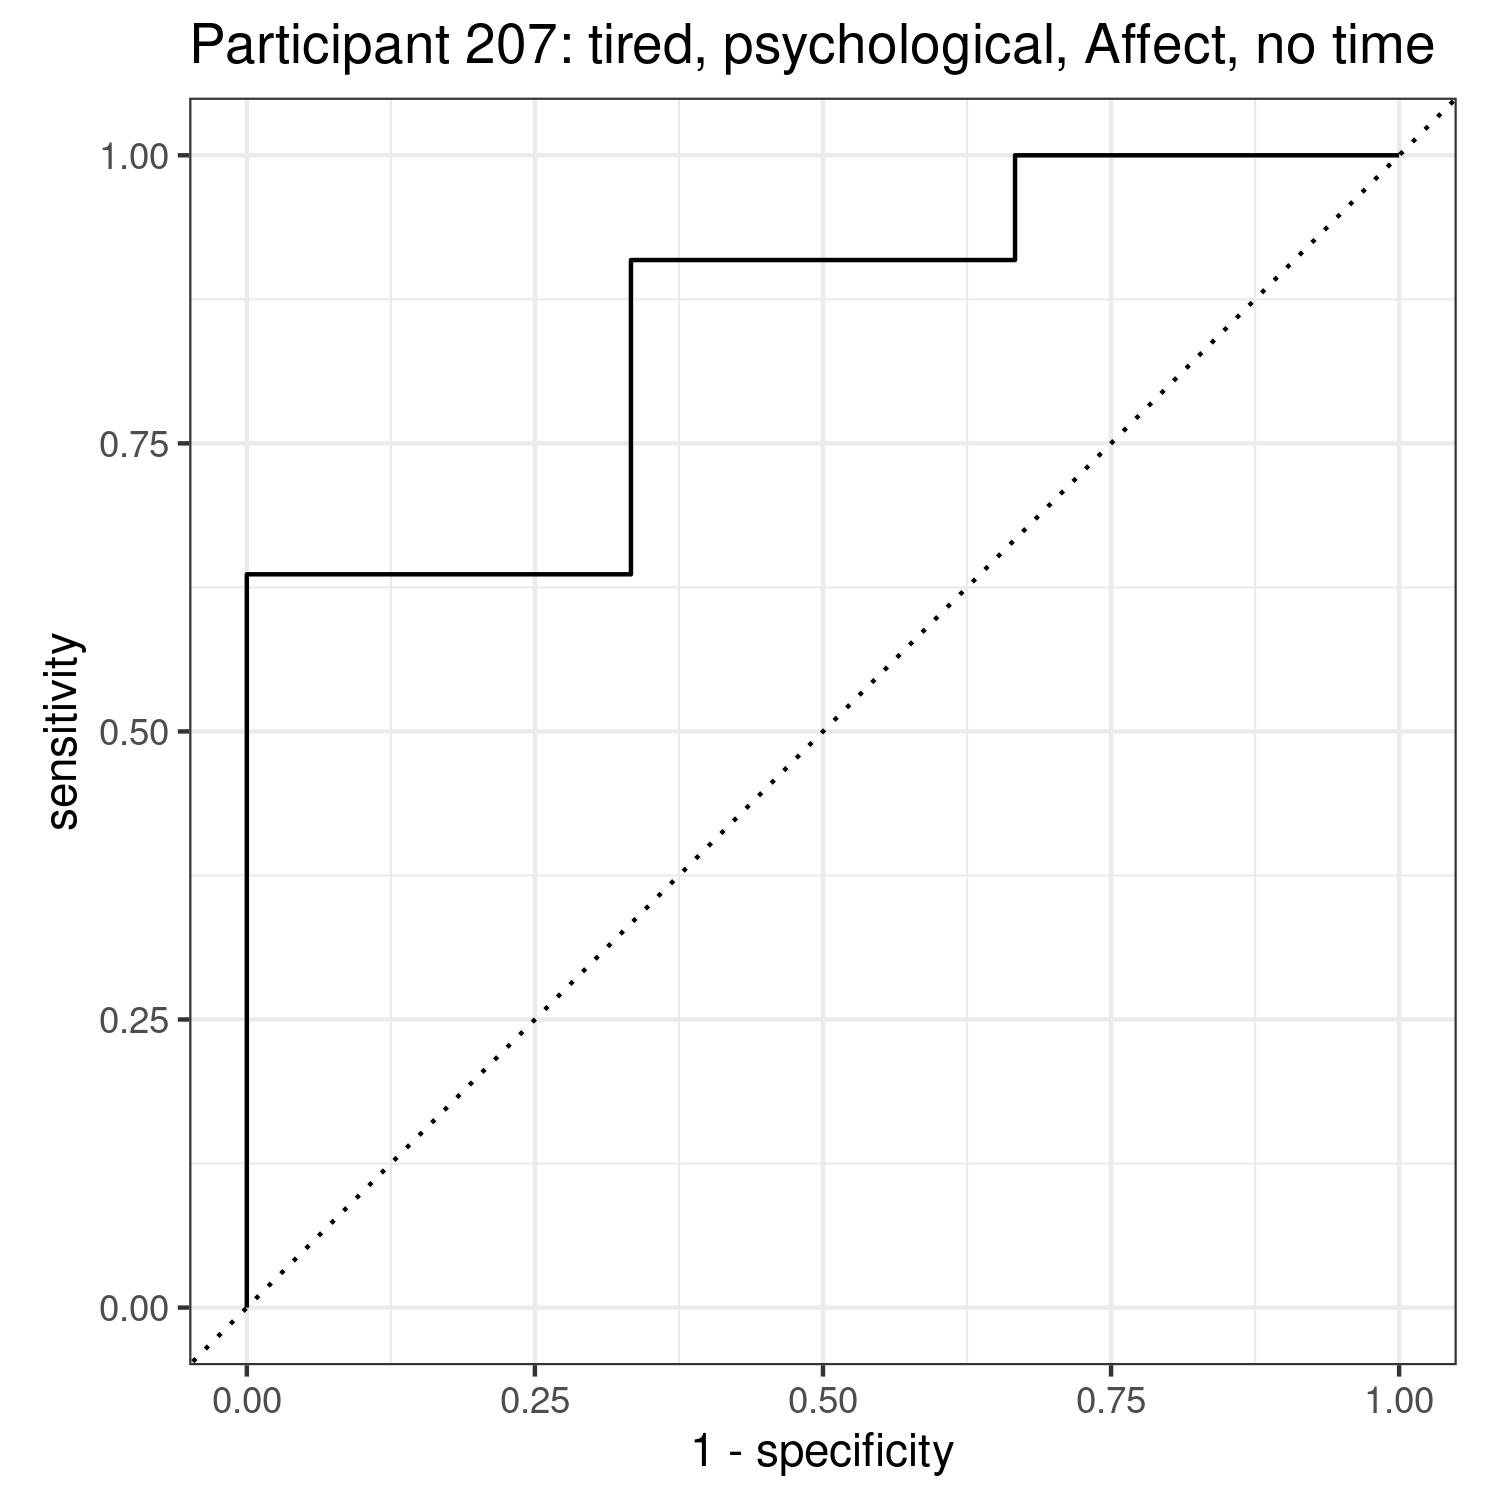 Participant 207: tired, psychological, Affect, no time
1.00
0.75
0.50
0.25
0.00
sensitivity
0.00 0.25 0.50 0.75 1.00
1 - specificity